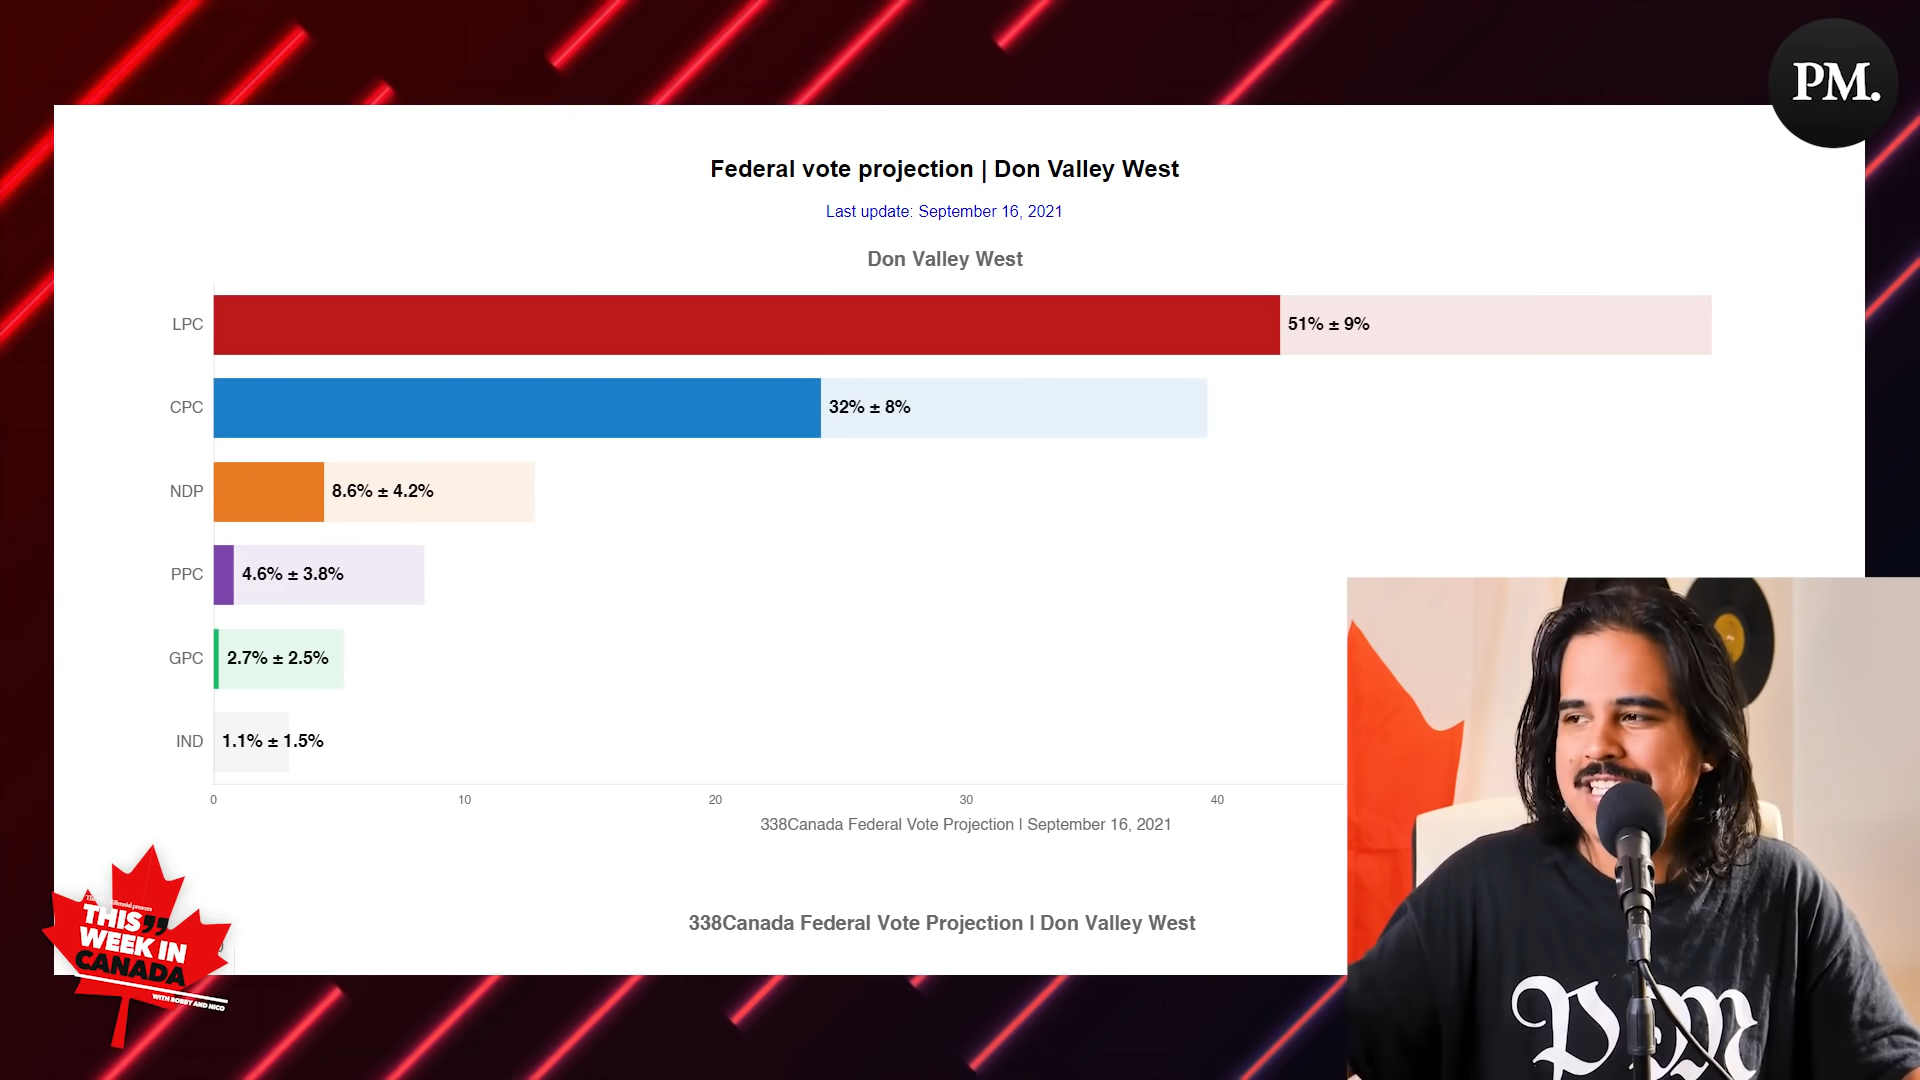 PM.
Federal vote projection | Don Valley West
Last update: September 16, 2021
Don Valley West
LPC 51% ± 9%
CPC 32% ± 8%
NDP 8.6% ± 4.2%
PPC 4.6% ± 3.8%
GPC 2.7% ± 2.5%
IND 1.1% ± 1.5%
0 10 20 30 40
338Canada Federal Vote Projection | September 16, 2021
338Canada Federal Vote Projection | Don Valley West
THIS
WEEK IN
CANADA
WITH BOBBY AND NICO
PM